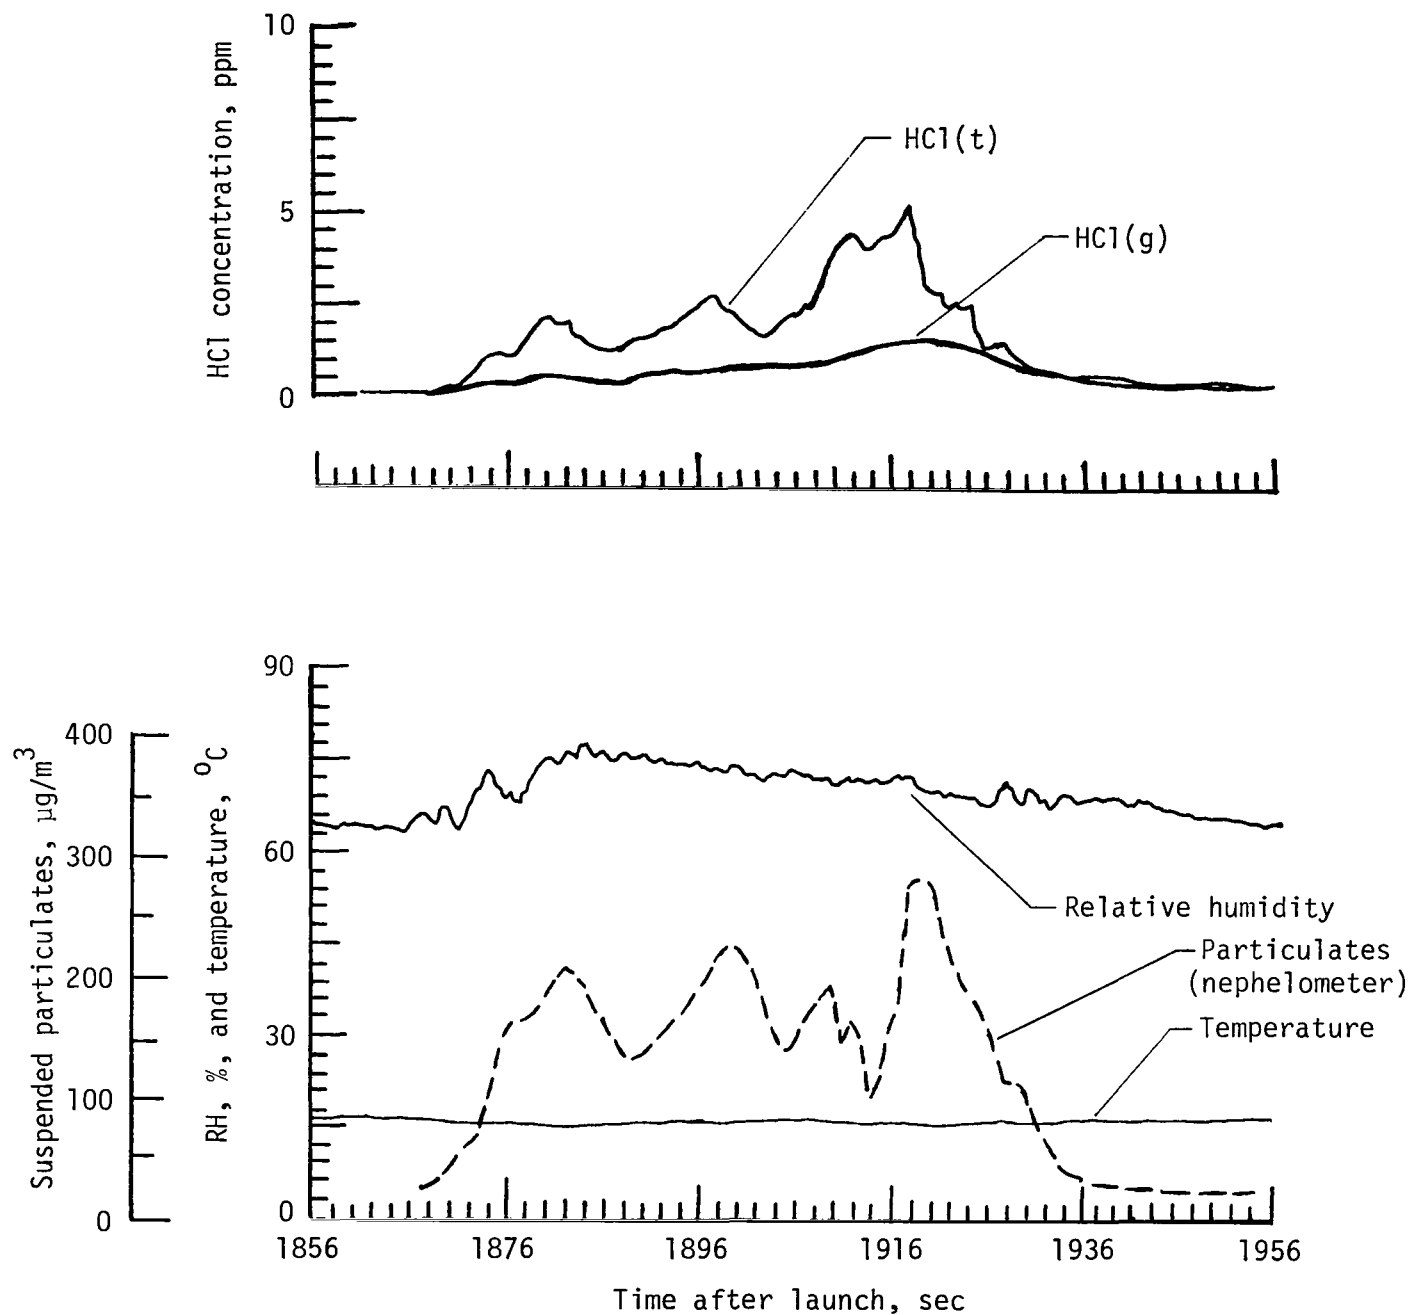 10
5
0
HCl concentration, ppm
HCl(t)
HCl(g)
90
60
30
0
400
300
200
100
0
Suspended particulates, µg/m³
RH, %, and temperature, °C
Relative humidity
Particulates
(nephelometer)
Temperature
1856 1876 1896 1916 1936 1956
Time after launch, sec